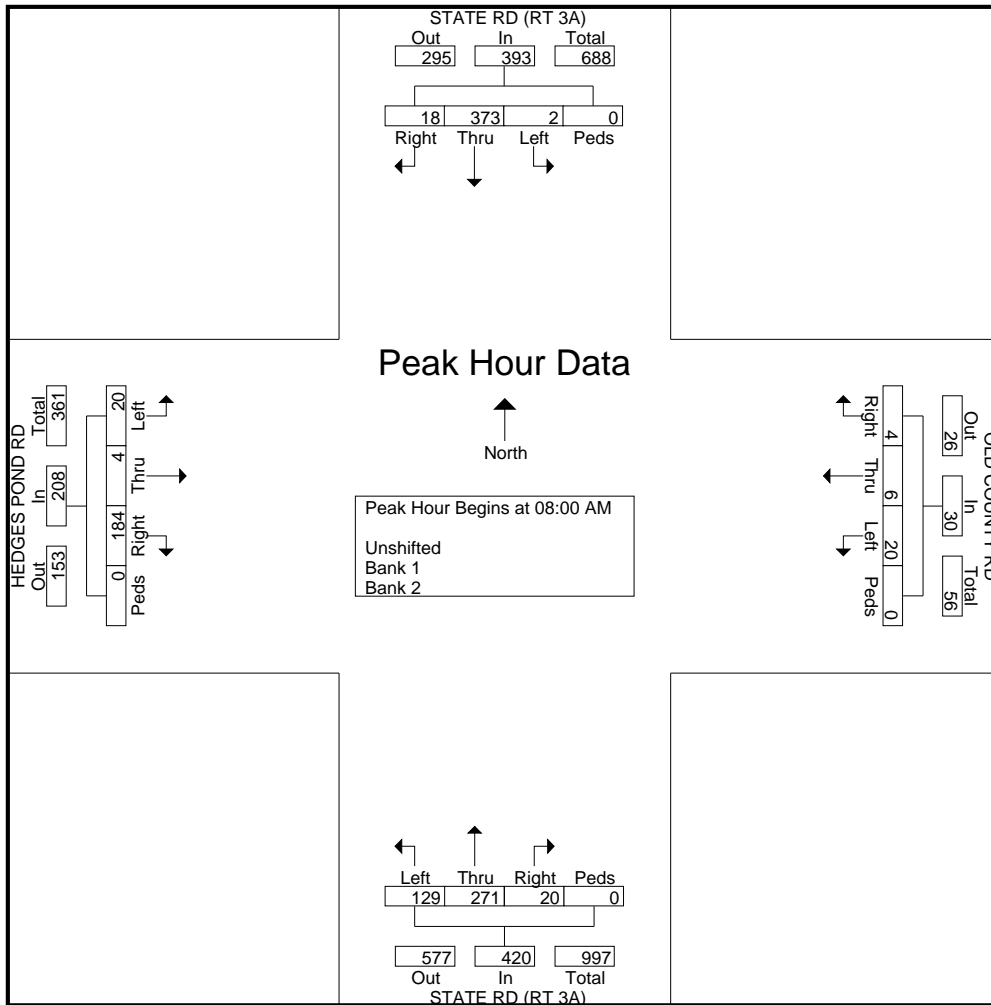 STATE RD (RT 3A)
Out In Total
295 393 688
18 373 2 0
Right Thru Left Peds
Peak Hour Data
North
Peak Hour Begins at 08:00 AM
Unshifted
Bank 1
Bank 2
HEDGES POND RD
Out In Total
153 208 361
0 184 4 20
Peds Right Thru Left
OLD COUNTY RD
Out In Total
26 30 56
4 6 20 0
Right Thru Left Peds
Left Thru Right Peds
129 271 20 0
577 420 997
Out In Total
STATE RD (RT 3A)